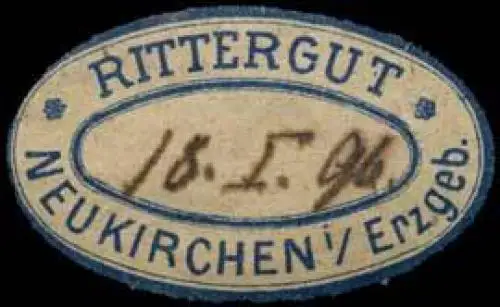 RITTERGUT
18. I. 96.
NEUKIRCHEN i/ Erzgeb.